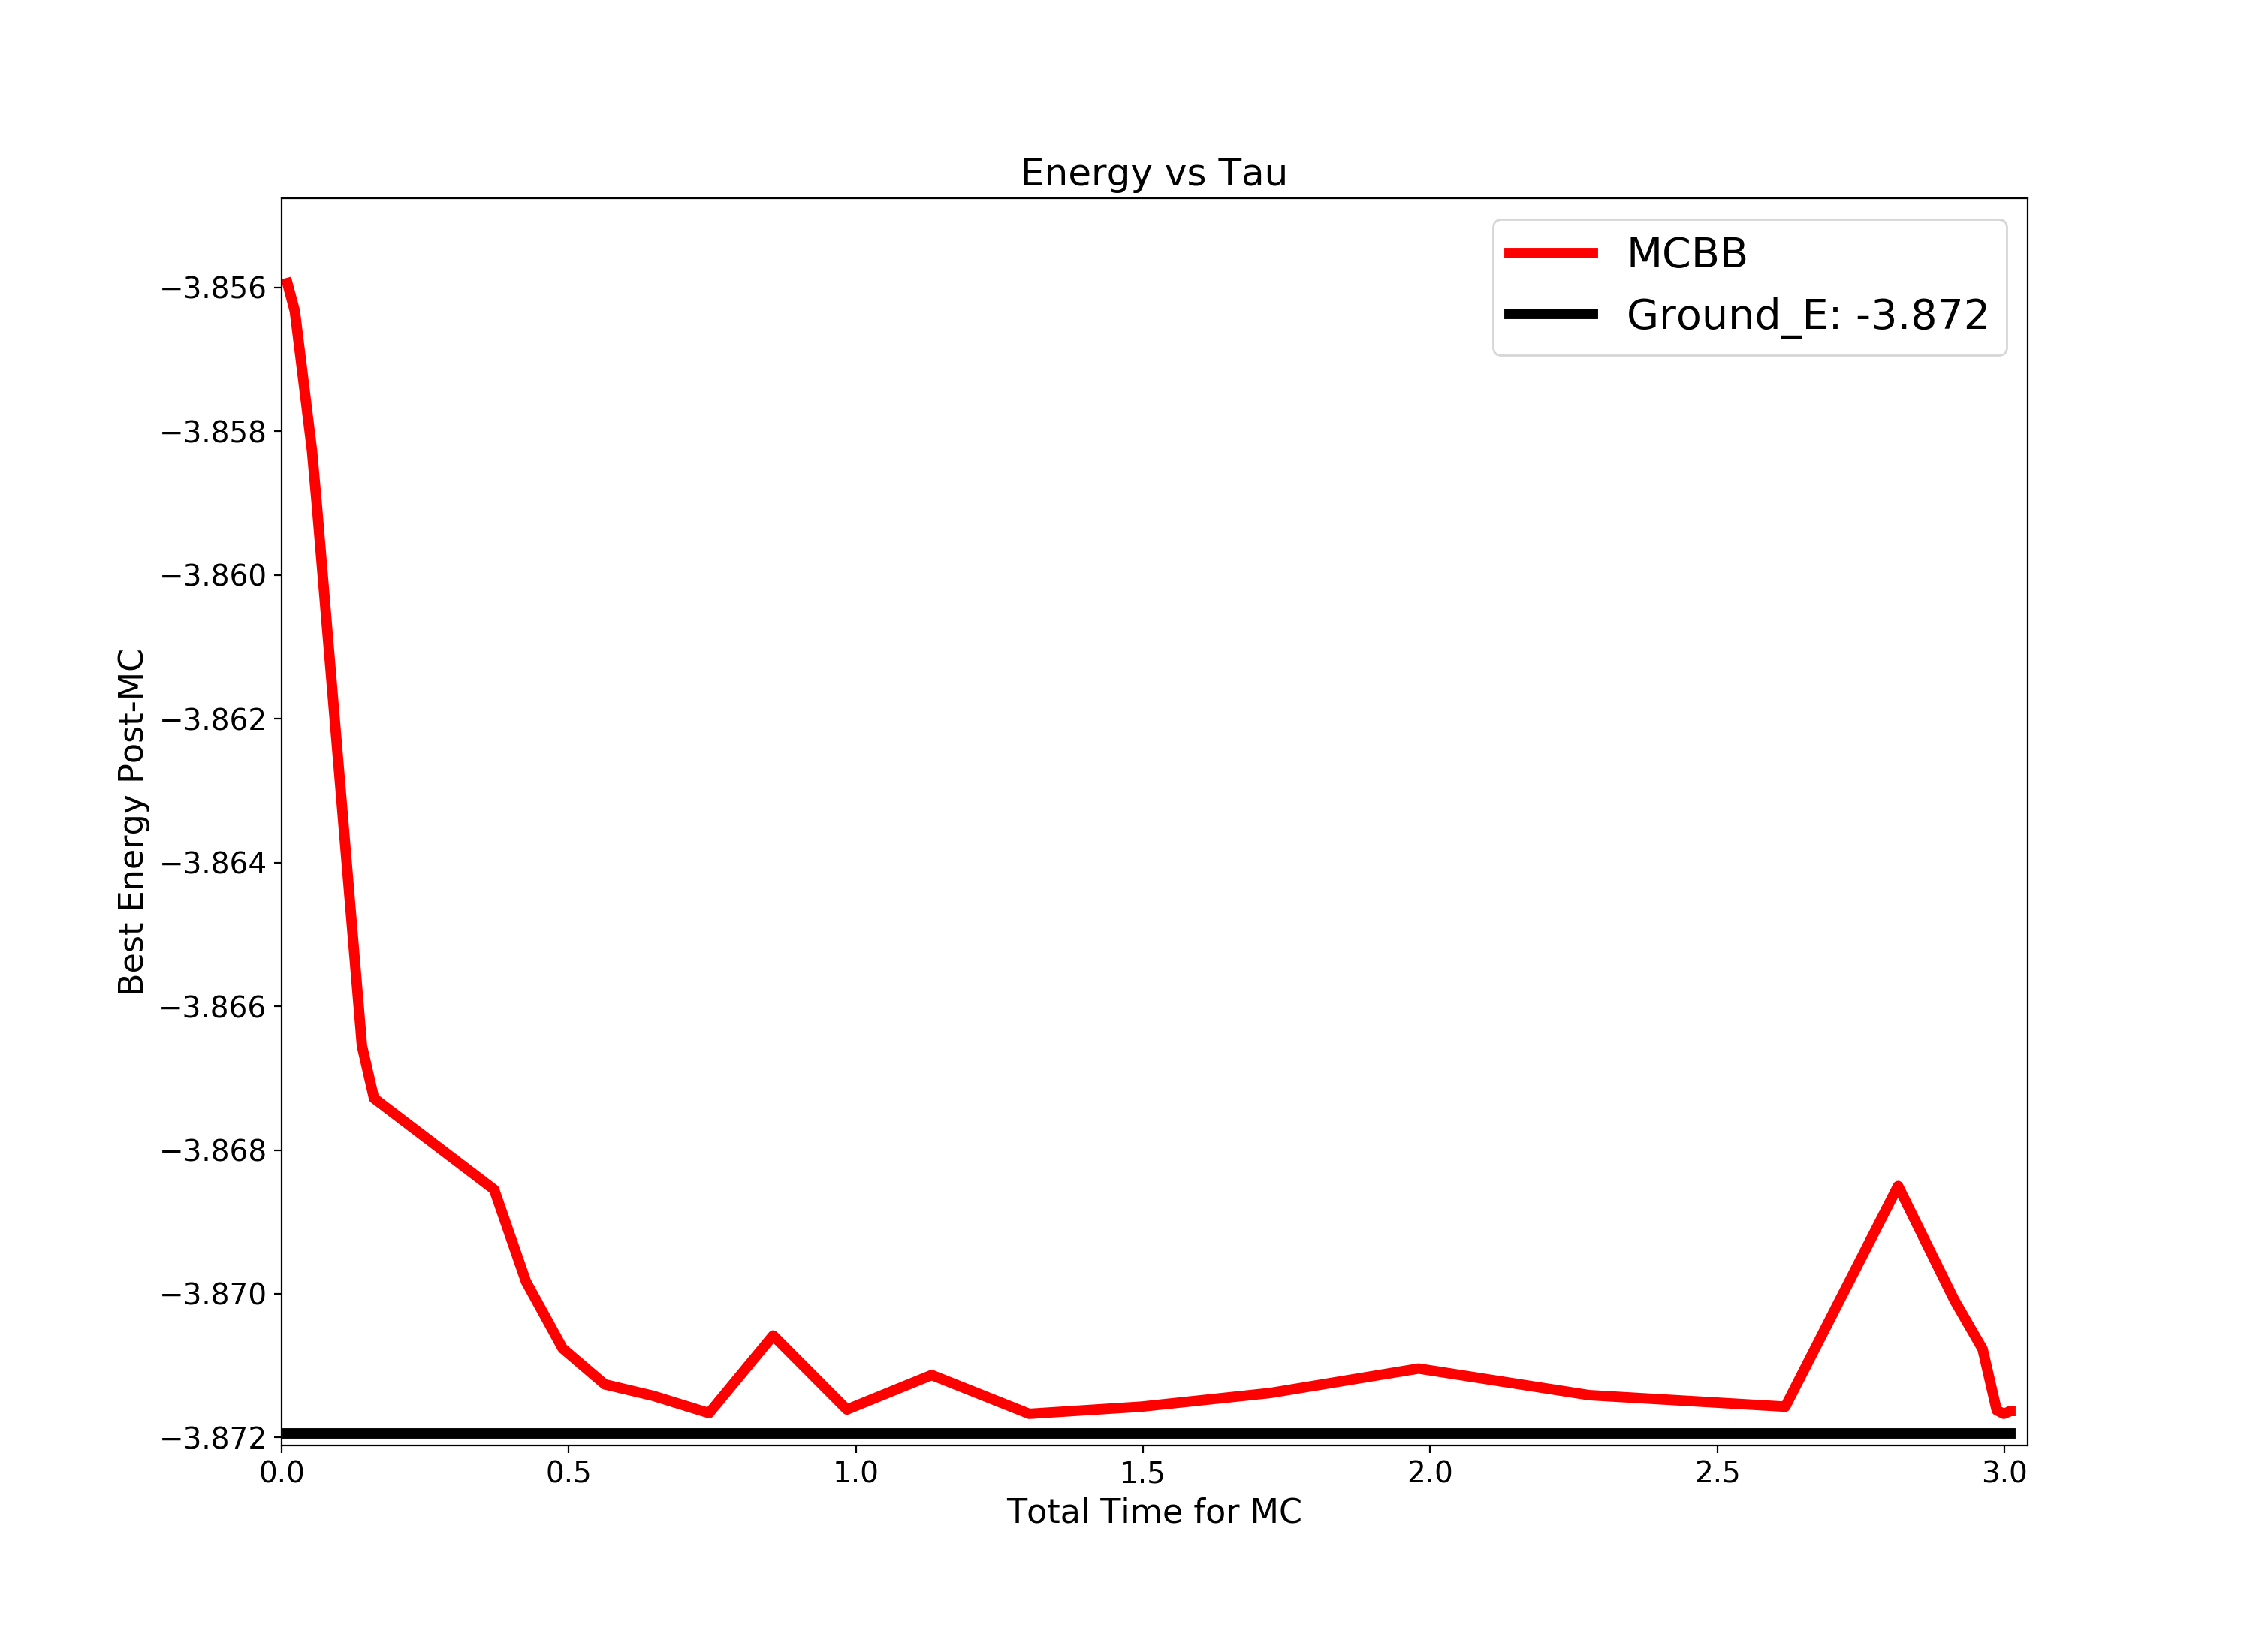 Energy vs Tau
MCBB
Ground_E: -3.872
−3.856
−3.858
−3.860
−3.862
−3.864
−3.866
−3.868
−3.870
−3.872
Best Energy Post-MC
0.0 0.5 1.0 1.5 2.0 2.5 3.0
Total Time for MC